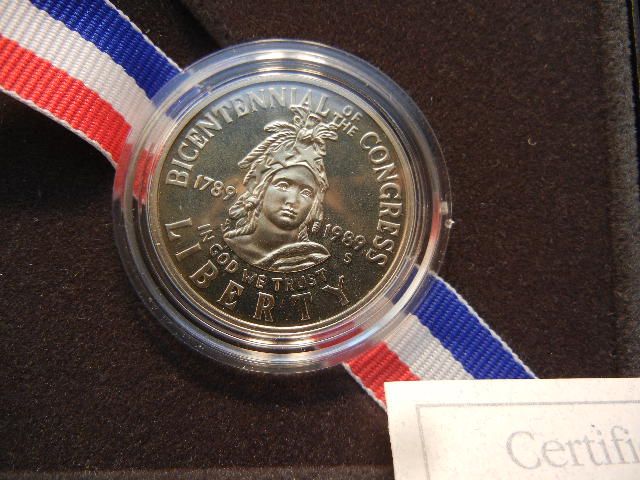 BICENTENNIAL OF THE CONGRESS
1789
1989
S
IN GOD WE TRUST
LIBERTY
Certifi